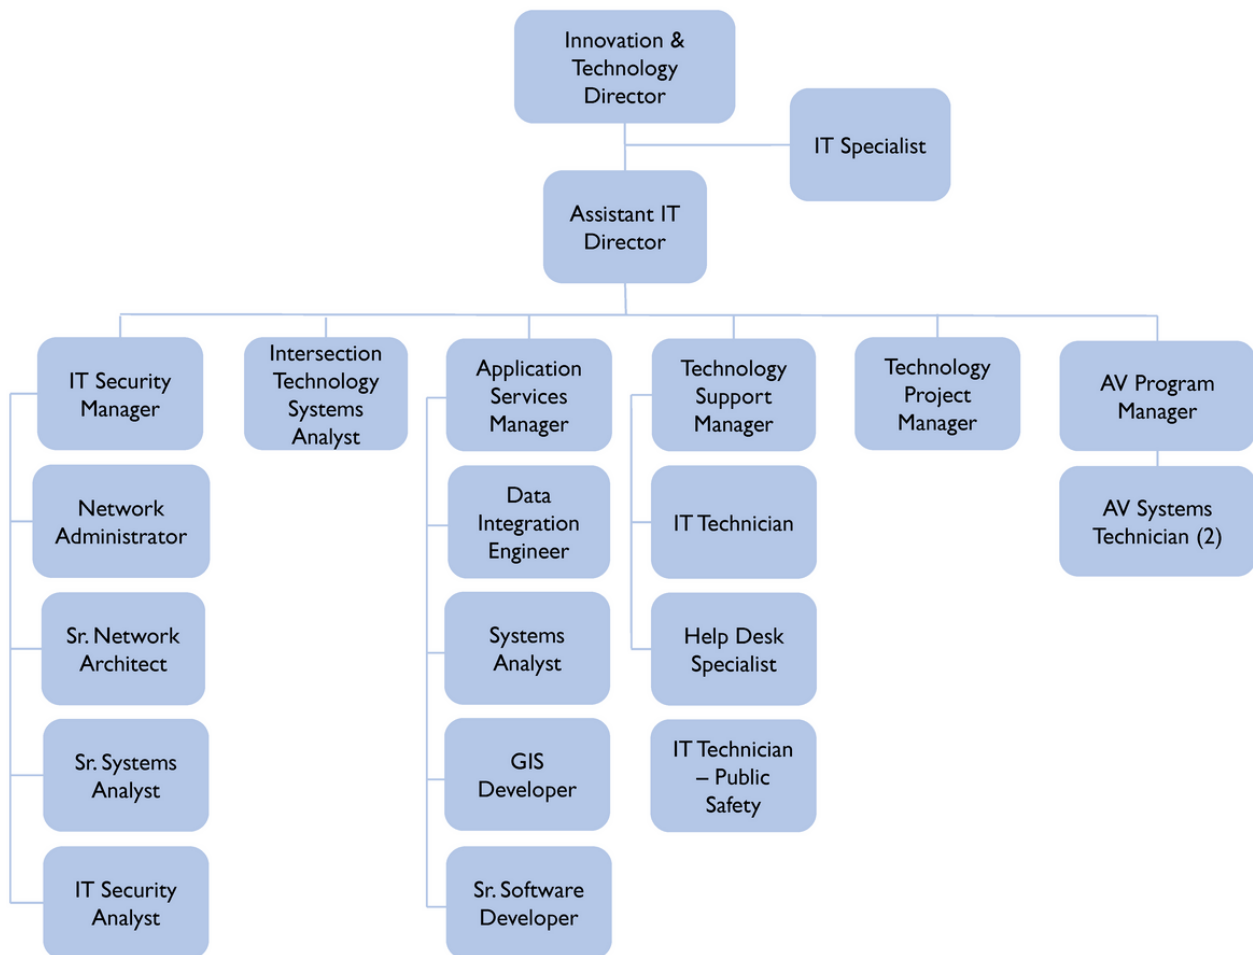 Innovation &
Technology
Director
IT Specialist
Assistant IT
Director
IT Security
Manager
Intersection
Technology
Systems
Analyst
Application
Services
Manager
Technology
Support
Manager
Technology
Project
Manager
AV Program
Manager
Network
Administrator
Data
Integration
Engineer
IT Technician
AV Systems
Technician (2)
Sr. Network
Architect
Systems
Analyst
Help Desk
Specialist
Sr. Systems
Analyst
GIS
Developer
IT Technician
– Public
Safety
IT Security
Analyst
Sr. Software
Developer